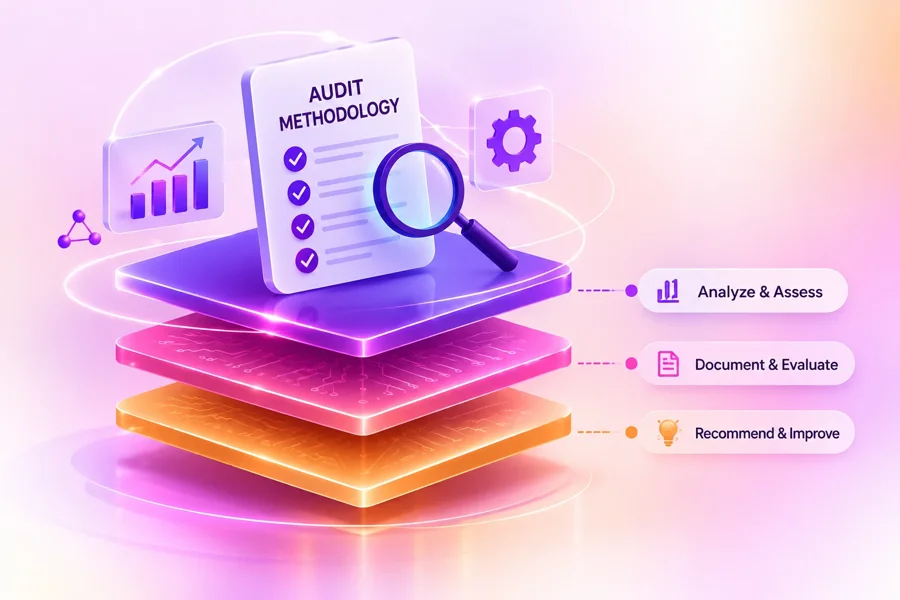 AUDIT
METHODOLOGY
Analyze & Assess
Document & Evaluate
Recommend & Improve